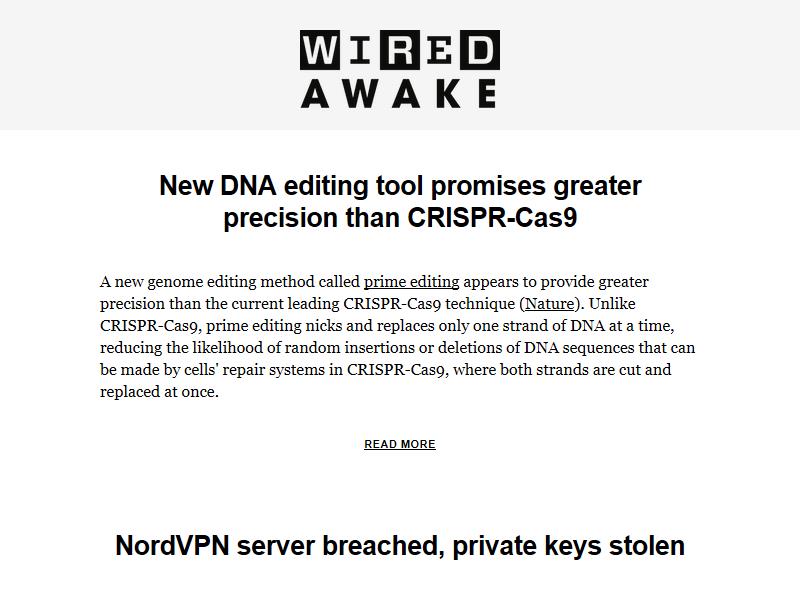 WIRED
AWAKE
New DNA editing tool promises greater
precision than CRISPR-Cas9
A new genome editing method called prime editing appears to provide greater
precision than the current leading CRISPR-Cas9 technique (Nature). Unlike
CRISPR-Cas9, prime editing nicks and replaces only one strand of DNA at a time,
reducing the likelihood of random insertions or deletions of DNA sequences that can
be made by cells' repair systems in CRISPR-Cas9, where both strands are cut and
replaced at once.
READ MORE
NordVPN server breached, private keys stolen